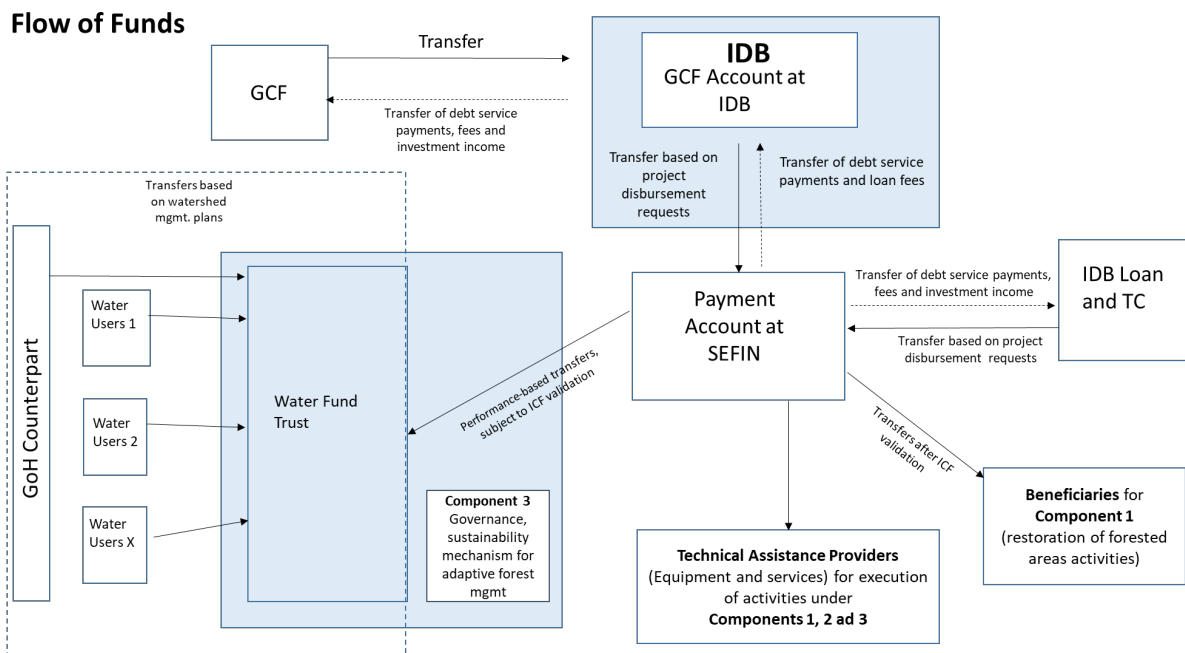 Flow of Funds
Transfer
GCF
Transfer of debt service
payments, fees and
investment income
IDB
GCF Account at
IDB
Transfer based on
project
disbursement
requests
Transfer of debt service
payments and loan fees
Transfers based
on watershed
mgmt. plans
GoH Counterpart
Water
Users 1
Water
Users 2
Water
Users X
Water Fund
Trust
Performance-based transfers,
subject to ICF validation
Component 3
Governance,
sustainability
mechanism for
adaptive forest
mgmt
Payment
Account at
SEFIN
Transfer of debt service payments,
fees and investment income
Transfer based on project
disbursement requests
IDB Loan
and TC
Transfers after ICF
validation
Technical Assistance Providers
(Equipment and services) for execution
of activities under
Components 1, 2 ad 3
Beneficiaries for
Component 1
(restoration of forested
areas activities)